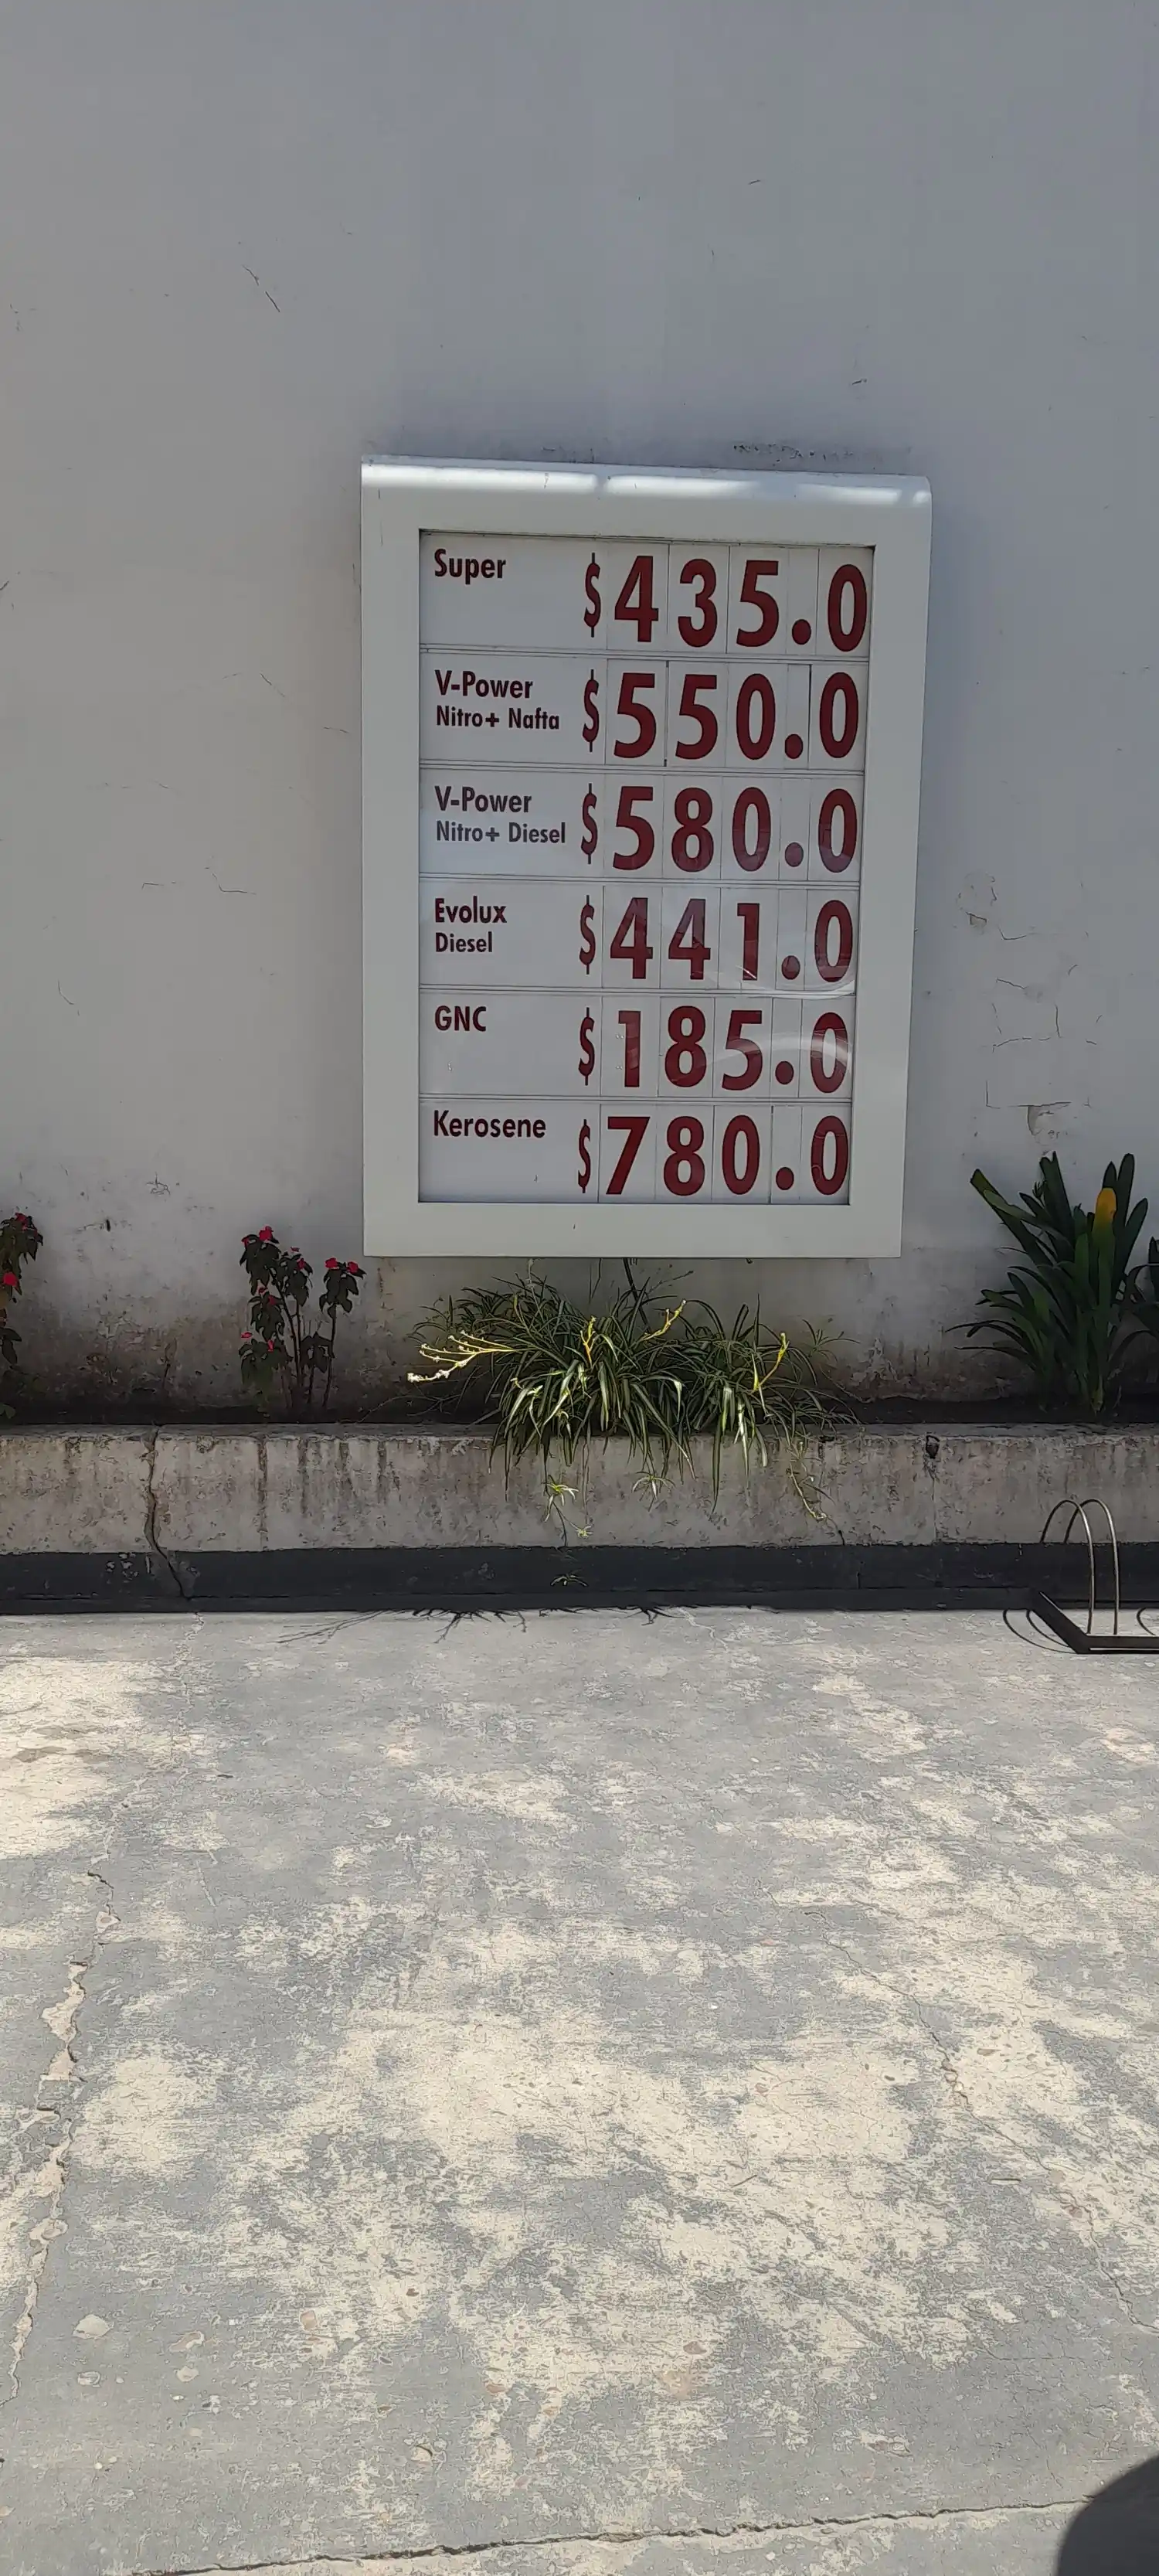 Super $435.0
V-Power
Nitro+ Nafta $550.0
V-Power
Nitro+ Diesel $580.0
Evolux
Diesel $441.0
GNC $185.0
Kerosene $780.0